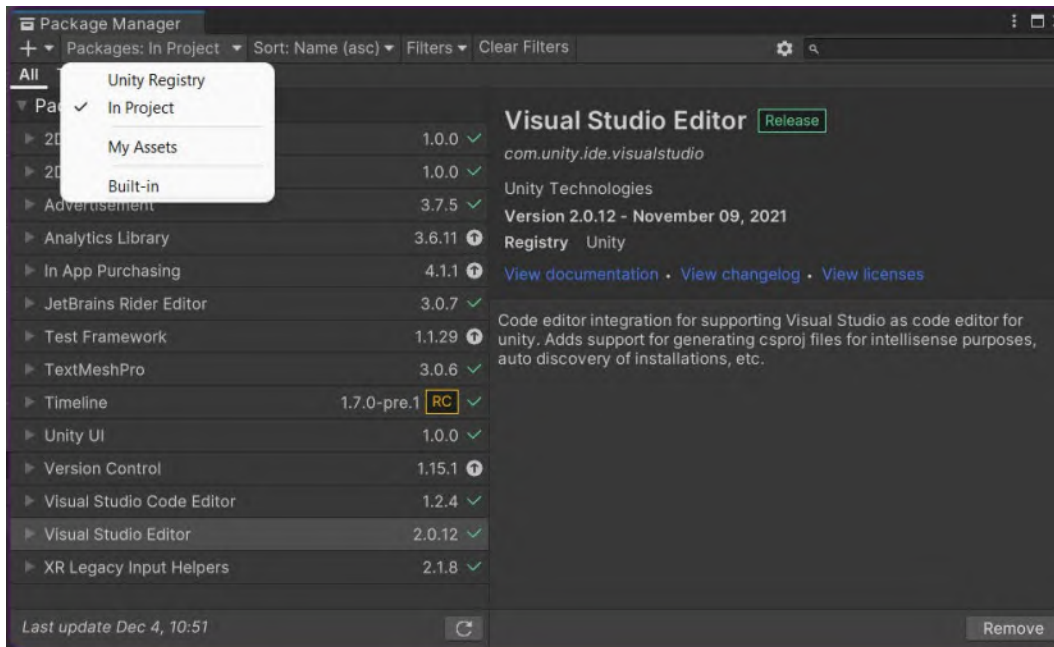 Package Manager
+ Packages: In Project Sort: Name (asc) Filters Clear Filters
All
Unity Registry
In Project
My Assets
Built-in
1.0.0
1.0.0
Advertisement 3.7.5
Analytics Library 3.6.11
In App Purchasing 4.1.1
JetBrains Rider Editor 3.0.7
Test Framework 1.1.29
TextMeshPro 3.0.6
Timeline 1.7.0-pre.1 RC
Unity UI 1.0.0
Version Control 1.15.1
Visual Studio Code Editor 1.2.4
Visual Studio Editor 2.0.12
XR Legacy Input Helpers 2.1.8
Last update Dec 4, 10:51
Visual Studio Editor Release
com.unity.ide.visualstudio
Unity Technologies
Version 2.0.12 - November 09, 2021
Registry Unity
View documentation • View changelog • View licenses
Code editor integration for supporting Visual Studio as code editor for
unity. Adds support for generating csproj files for intellisense purposes,
auto discovery of installations, etc.
Remove